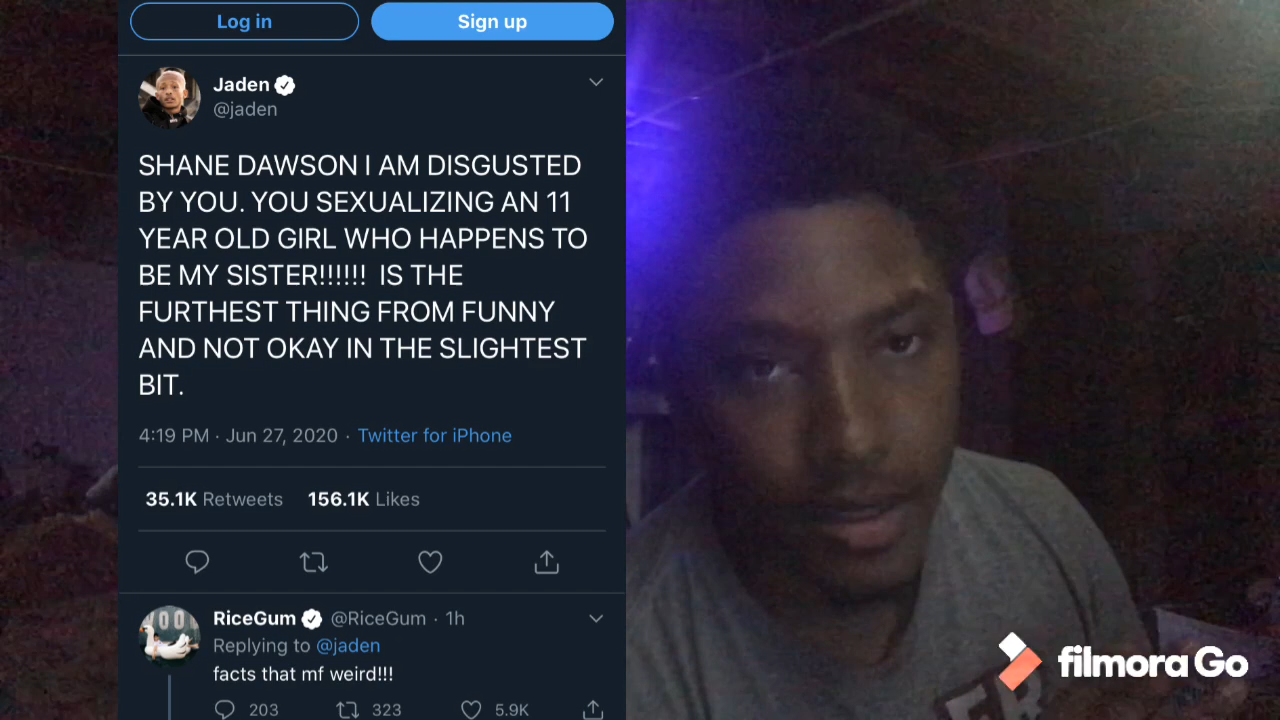 Log in
Sign up
Jaden
@jaden
SHANE DAWSON I AM DISGUSTED
BY YOU. YOU SEXUALIZING AN 11
YEAR OLD GIRL WHO HAPPENS TO
BE MY SISTER!!!!!! IS THE
FURTHEST THING FROM FUNNY
AND NOT OKAY IN THE SLIGHTEST
BIT.
4:19 PM · Jun 27, 2020 · Twitter for iPhone
35.1K Retweets 156.1K Likes
RiceGum @RiceGum · 1h
Replying to @jaden
facts that mf weird!!!
203 323 5.9K
filmora Go